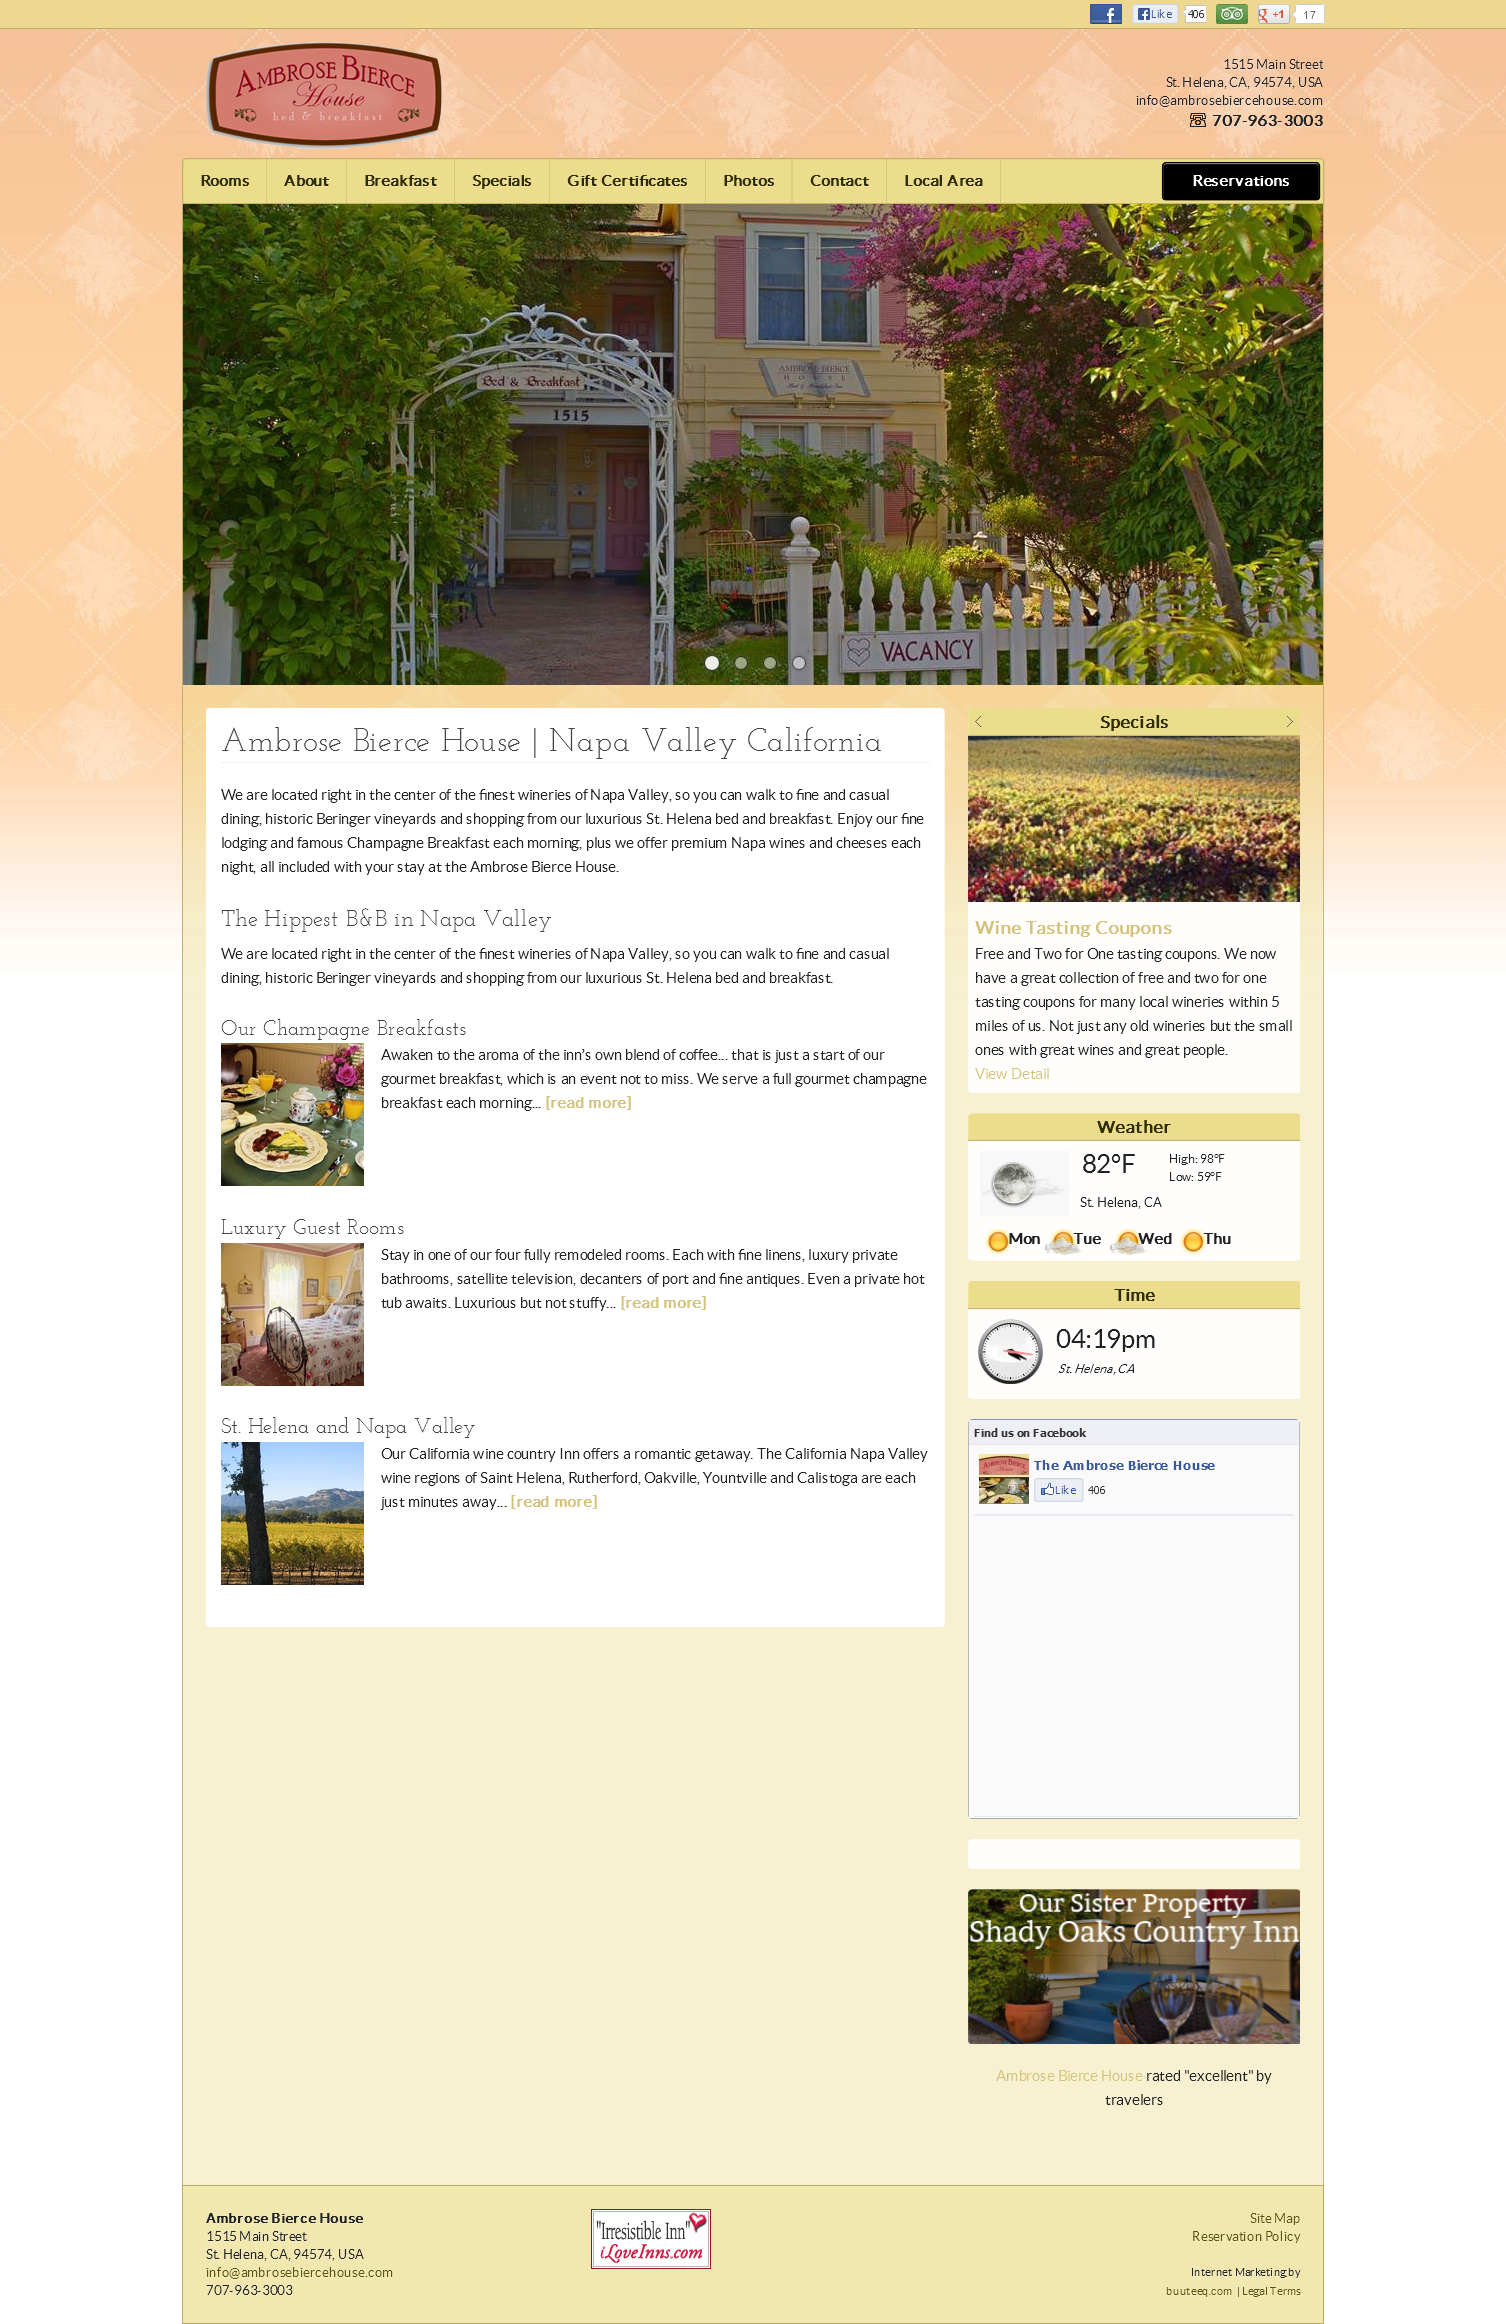 Like 406 +1 17
AMBROSE BIERCE
House
bed & breakfast
1515 Main Street
St. Helena, CA, 94574, USA
info@ambrosebiercehouse.com
707-963-3003
Rooms About Breakfast Specials Gift Certificates Photos Contact Local Area Reservations
Bed & Breakfast
1515
AMBROSE BIERCE
HOUSE
Bed & Breakfast Inn
VACANCY
Ambrose Bierce House | Napa Valley California
We are located right in the center of the finest wineries of Napa Valley, so you can walk to fine and casual
dining, historic Beringer vineyards and shopping from our luxurious St. Helena bed and breakfast. Enjoy our fine
lodging and famous Champagne Breakfast each morning, plus we offer premium Napa wines and cheeses each
night, all included with your stay at the Ambrose Bierce House.
The Hippest B&B in Napa Valley
We are located right in the center of the finest wineries of Napa Valley, so you can walk to fine and casual
dining, historic Beringer vineyards and shopping from our luxurious St. Helena bed and breakfast.
Our Champagne Breakfasts
Awaken to the aroma of the inn's own blend of coffee... that is just a start of our
gourmet breakfast, which is an event not to miss. We serve a full gourmet champagne
breakfast each morning... [read more]
Luxury Guest Rooms
Stay in one of our four fully remodeled rooms. Each with fine linens, luxury private
bathrooms, satellite television, decanters of port and fine antiques. Even a private hot
tub awaits. Luxurious but not stuffy... [read more]
St. Helena and Napa Valley
Our California wine country Inn offers a romantic getaway. The California Napa Valley
wine regions of Saint Helena, Rutherford, Oakville, Yountville and Calistoga are each
just minutes away... [read more]
Specials
Wine Tasting Coupons
Free and Two for One tasting coupons. We now
have a great collection of free and two for one
tasting coupons for many local wineries within 5
miles of us. Not just any old wineries but the small
ones with great wines and great people.
View Detail
Weather
82°F
High: 98°F
Low: 59°F
St. Helena, CA
Mon Tue Wed Thu
Time
04:19pm
St. Helena, CA
Find us on Facebook
The Ambrose Bierce House
Like 406
Our Sister Property
Shady Oaks Country Inn
Ambrose Bierce House rated "excellent" by
travelers
Ambrose Bierce House
1515 Main Street
St. Helena, CA, 94574, USA
info@ambrosebiercehouse.com
707-963-3003
"Irresistible Inn"
iLoveInns.com
Site Map
Reservation Policy
Internet Marketing by
buuteeq.com | Legal Terms